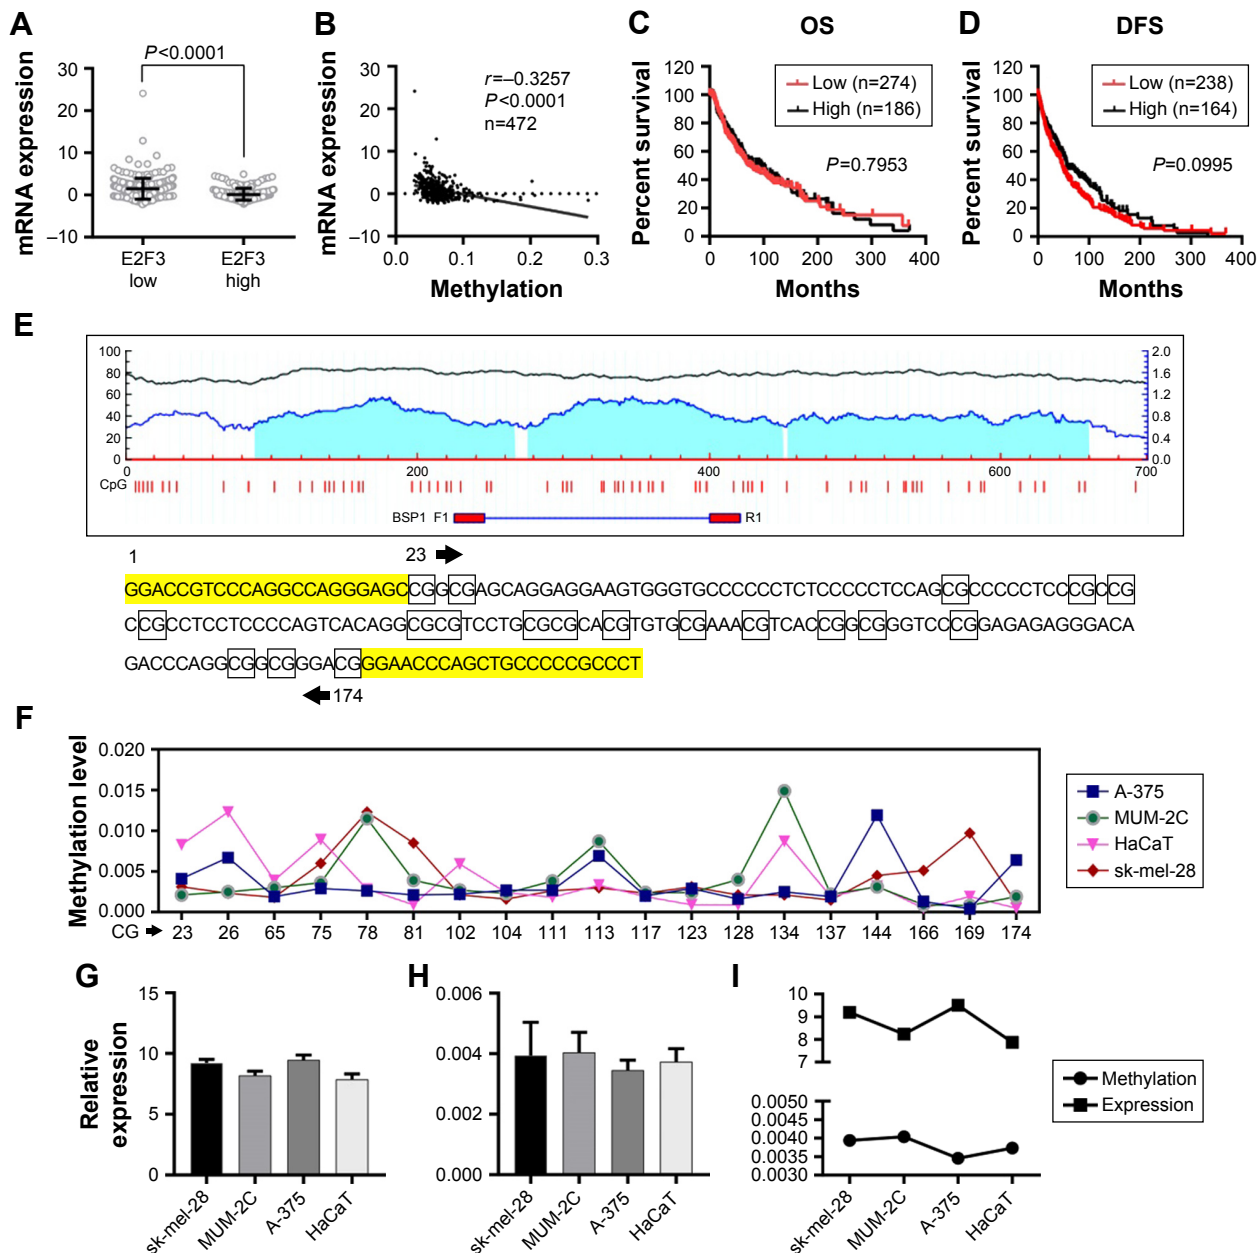 A
mRNA expression
30
20
10
0
–10
P<0.0001
E2F3
low
E2F3
high
B
mRNA expression
30
20
10
0
–10
r=–0.3257
P<0.0001
n=472
0.0 0.1 0.2 0.3
Methylation
C
OS
Percent survival
120
100
80
60
40
20
0
Low (n=274)
High (n=186)
P=0.7953
0 100 200 300 400
Months
D
DFS
Percent survival
120
100
80
60
40
20
0
Low (n=238)
High (n=164)
P=0.0995
0 100 200 300 400
Months
E
100
80
60
40
20
0
2.0
1.6
1.2
0.8
0.4
0.0
0 200 400 600 700
CpG
BSP1 F1 R1
1 23
GGACCGTCCCAGGCCAGGGAGCCGGCGAGCAGGAGGAAGTGGGTGCCCCCCTCTCCCCCTCCAGCGCCCCCTCCCGCCG
CCGCCTCCTCCCCAGTCACAGGCGCGTCCTGCGCGCACGTGTGCGAAACGTCACCGGCGGGTCCCGGAGAGAGGGACA
GACCCAGGCGGCGGGACGGGAACCCAGCTGCCCCCGCCCT
174
F
Methylation level
0.020
0.015
0.010
0.005
0.000
CG 23 26 65 75 78 81 102 104 111 113 117 123 128 134 137 144 166 169 174
A-375
MUM-2C
HaCaT
sk-mel-28
G
Relative
expression
15
10
5
0
sk-mel-28 MUM-2C A-375 HaCaT
H
0.006
0.004
0.002
0.000
sk-mel-28 MUM-2C A-375 HaCaT
I
10
9
8
7
0.0050
0.0045
0.0040
0.0035
0.0030
sk-mel-28 MUM-2C A-375 HaCaT
Methylation
Expression